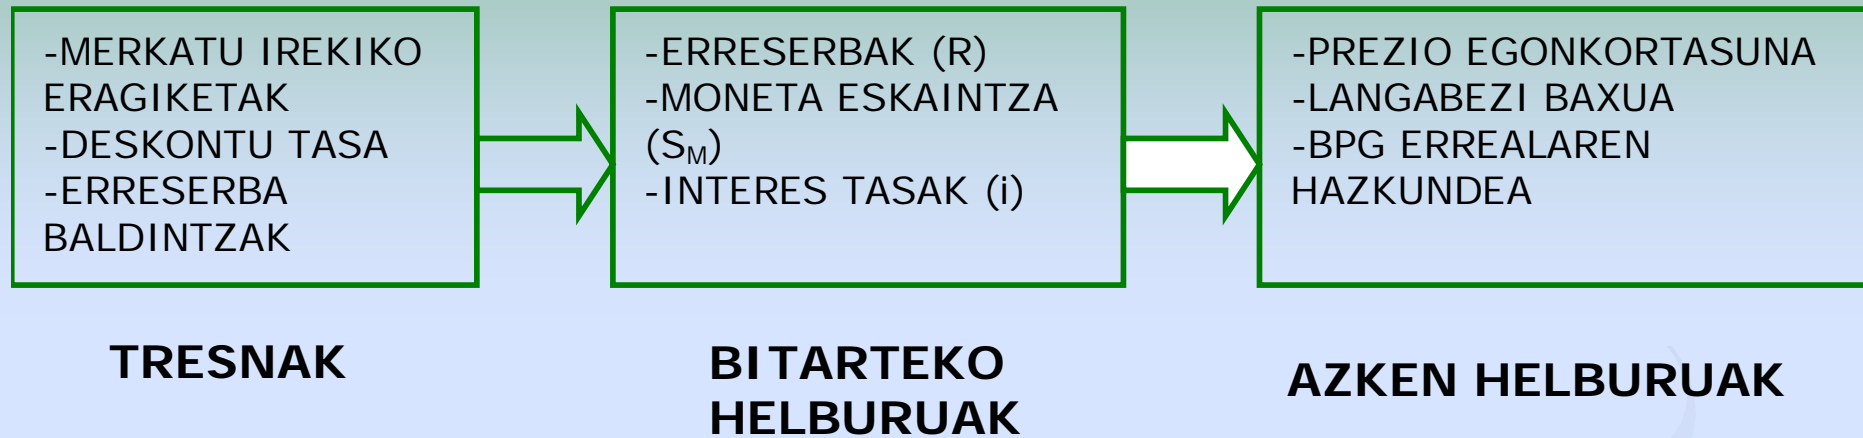 -MERKATU IREKIKO
ERAGIKETAK
-DESKONTU TASA
-ERRESERBA
BALDINTZAK
TRESNAK
-ERRESERBAK (R)
-MONETA ESKAINTZA
(SM)
-INTERES TASAK (i)
BITARTEKO
HELBURUAK
-PREZIO EGONKORTASUNA
-LANGABEZI BAXUA
-BPG ERREALAREN
HAZKUNDEA
AZKEN HELBURUAK